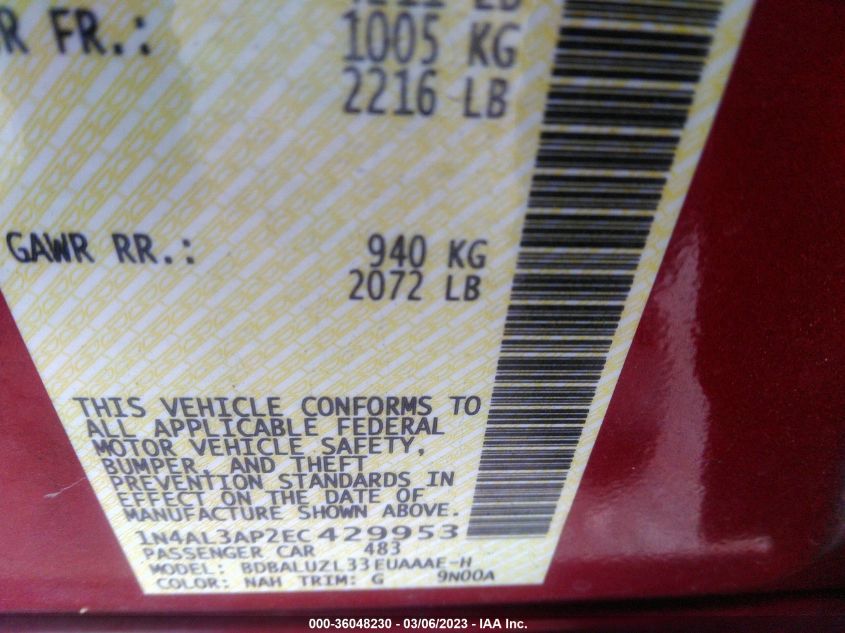 R FR.:
1005 KG
2216 LB
GAWR RR.: 940 KG
2072 LB
THIS VEHICLE CONFORMS TO
ALL APPLICABLE FEDERAL
MOTOR VEHICLE SAFETY,
BUMPER, AND THEFT
PREVENTION STANDARDS IN
EFFECT ON THE DATE OF
MANUFACTURE SHOWN ABOVE.
1N4AL3AP2EC429953
PASSENGER CAR 483
MODEL: BDBALUZL33EUAAAE-H
COLOR: NAH TRIM: G 9N00A
000-36048230 - 03/06/2023 - IAA Inc.